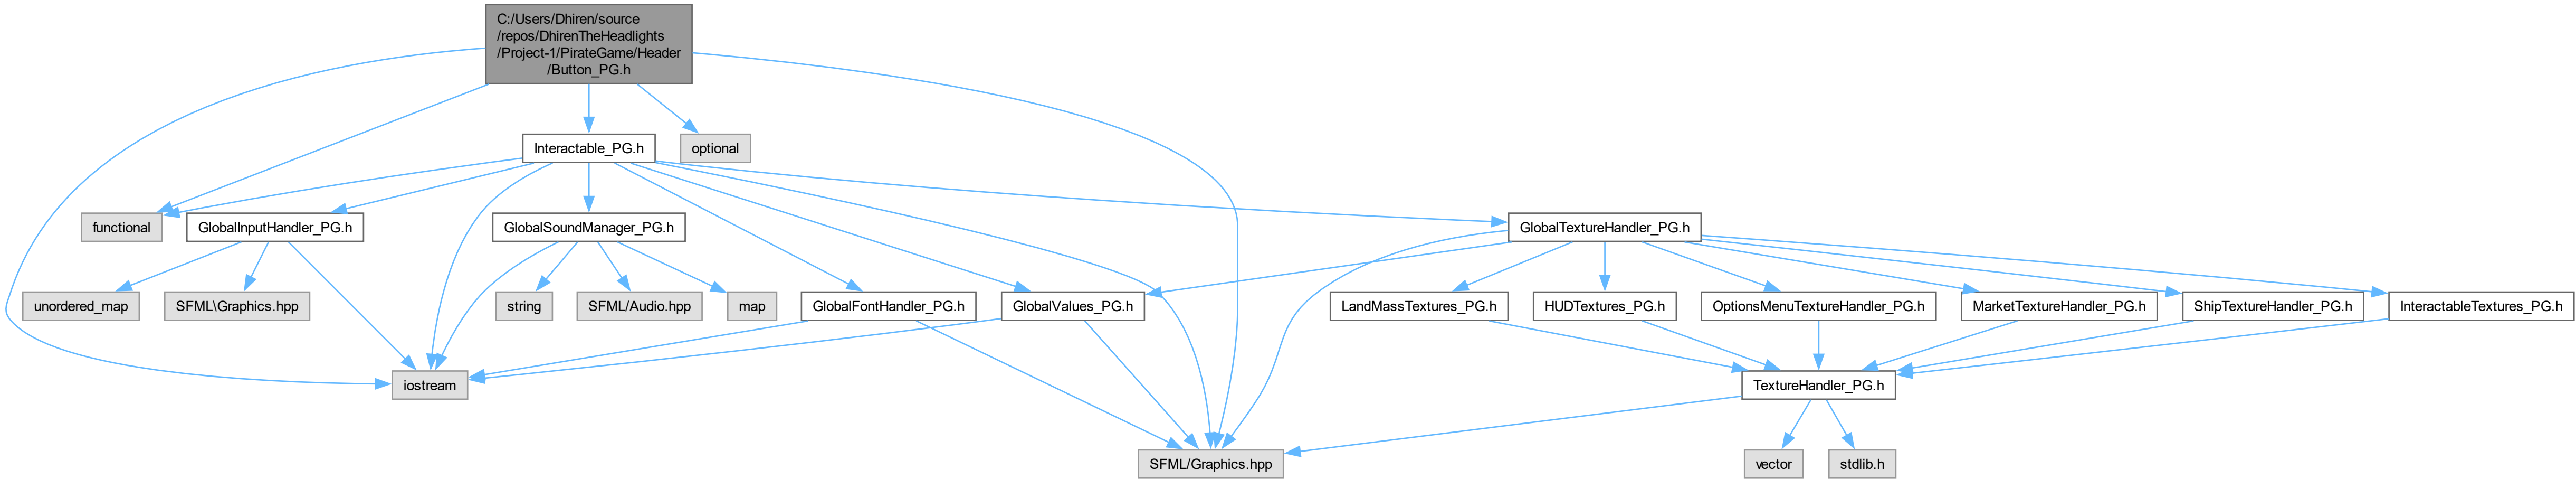 C:/Users/Dhiren/source
/repos/DhirenTheHeadlights
/Project-1/PirateGame/Header
/Button_PG.h
Interactable_PG.h
optional
functional
GlobalInputHandler_PG.h
GlobalSoundManager_PG.h
GlobalTextureHandler_PG.h
unordered_map
SFML\Graphics.hpp
string
SFML/Audio.hpp
map
GlobalFontHandler_PG.h
GlobalValues_PG.h
LandMassTextures_PG.h
HUDTextures_PG.h
OptionsMenuTextureHandler_PG.h
MarketTextureHandler_PG.h
ShipTextureHandler_PG.h
InteractableTextures_PG.h
iostream
TextureHandler_PG.h
SFML/Graphics.hpp
vector
stdlib.h